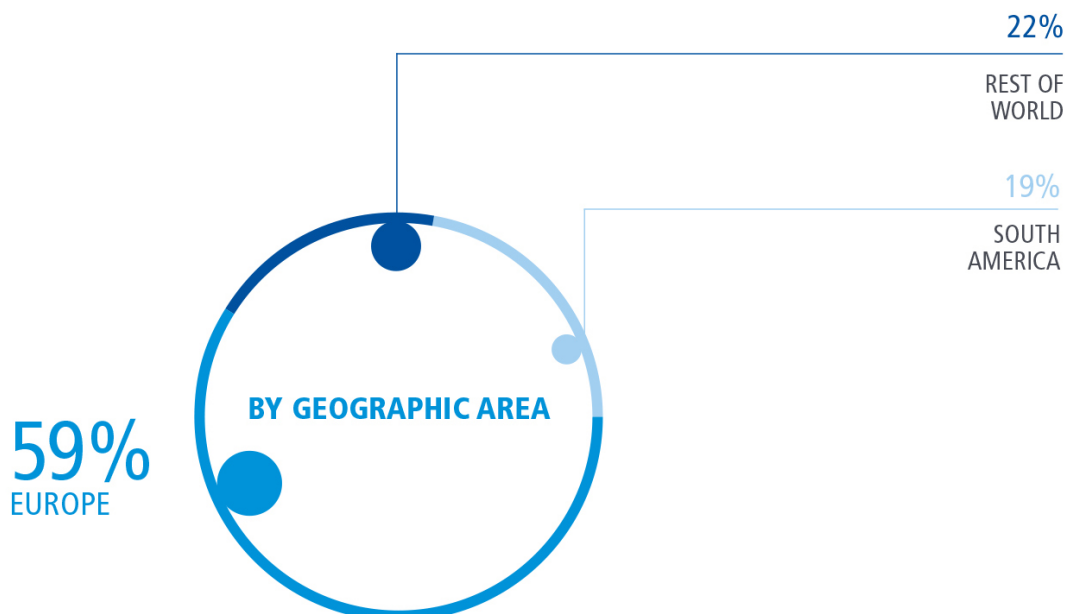 22%
REST OF
WORLD
19%
SOUTH
AMERICA
BY GEOGRAPHIC AREA
59%
EUROPE